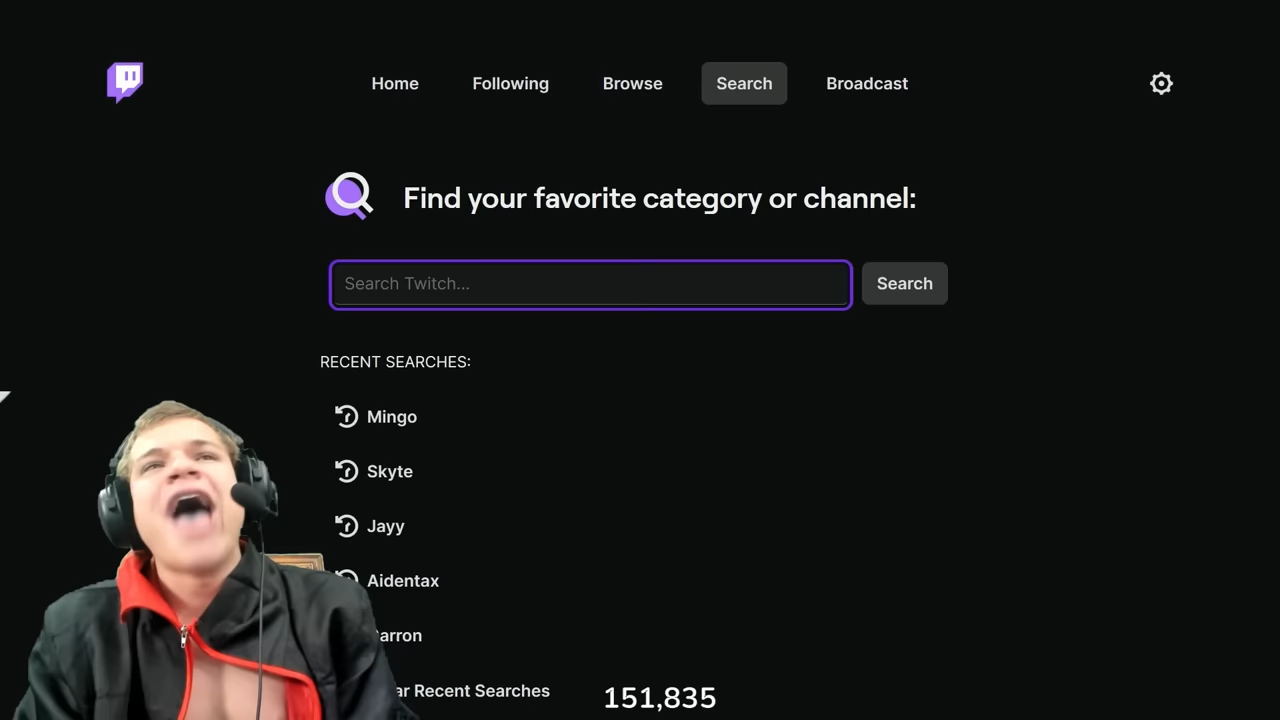 Home Following Browse Search Broadcast
Find your favorite category or channel:
Search Twitch... Search
RECENT SEARCHES:
Mingo
Skyte
Jayy
Aidentax
arron
ar Recent Searches
151,835